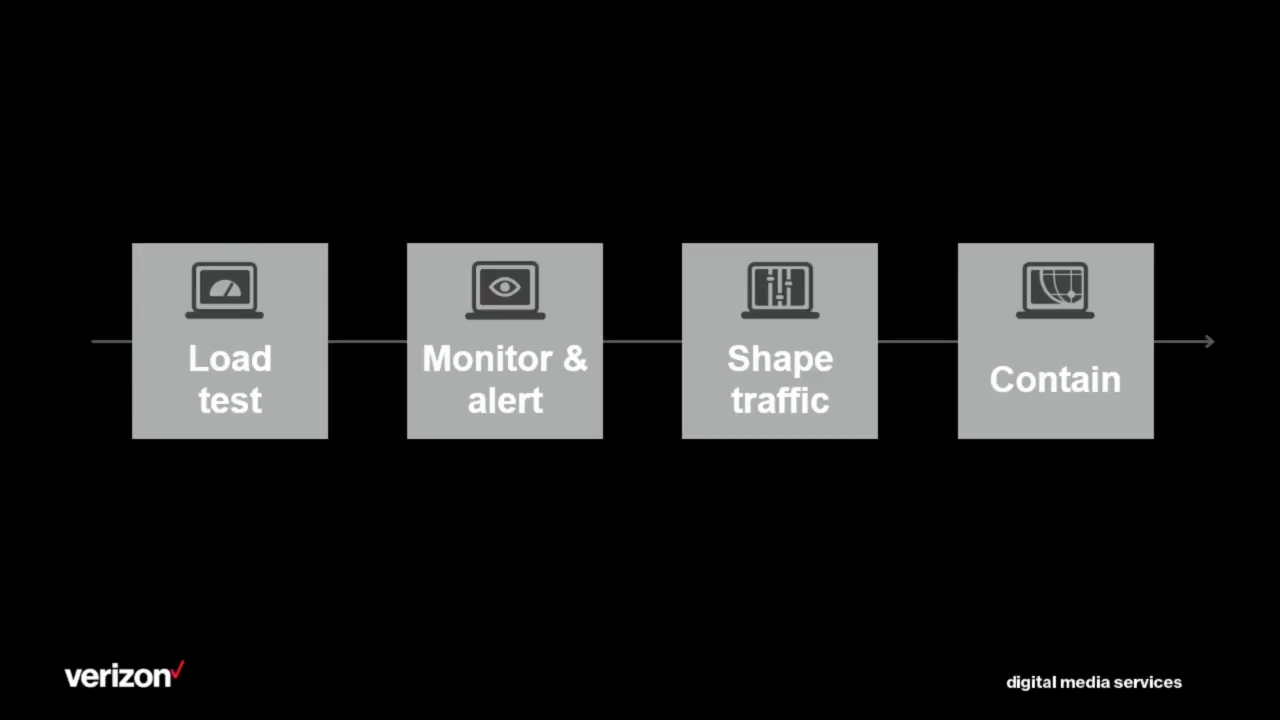 Load
test
Monitor &
alert
Shape
traffic
Contain
verizon
digital media services